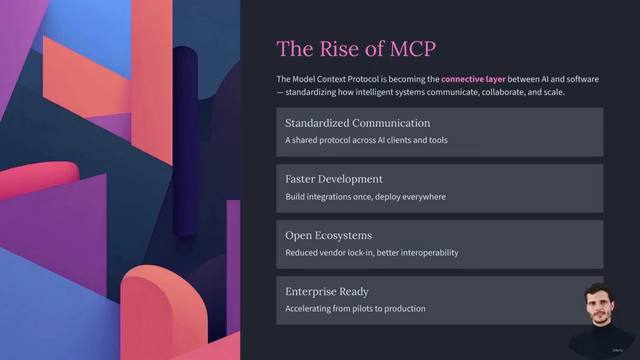 The Rise of MCP
The Model Context Protocol is becoming the connective layer between AI and software
— standardizing how intelligent systems communicate, collaborate, and scale.
Standardized Communication
A shared protocol across AI clients and tools
Faster Development
Build integrations once, deploy everywhere
Open Ecosystems
Reduced vendor lock-in, better interoperability
Enterprise Ready
Accelerating from pilots to production